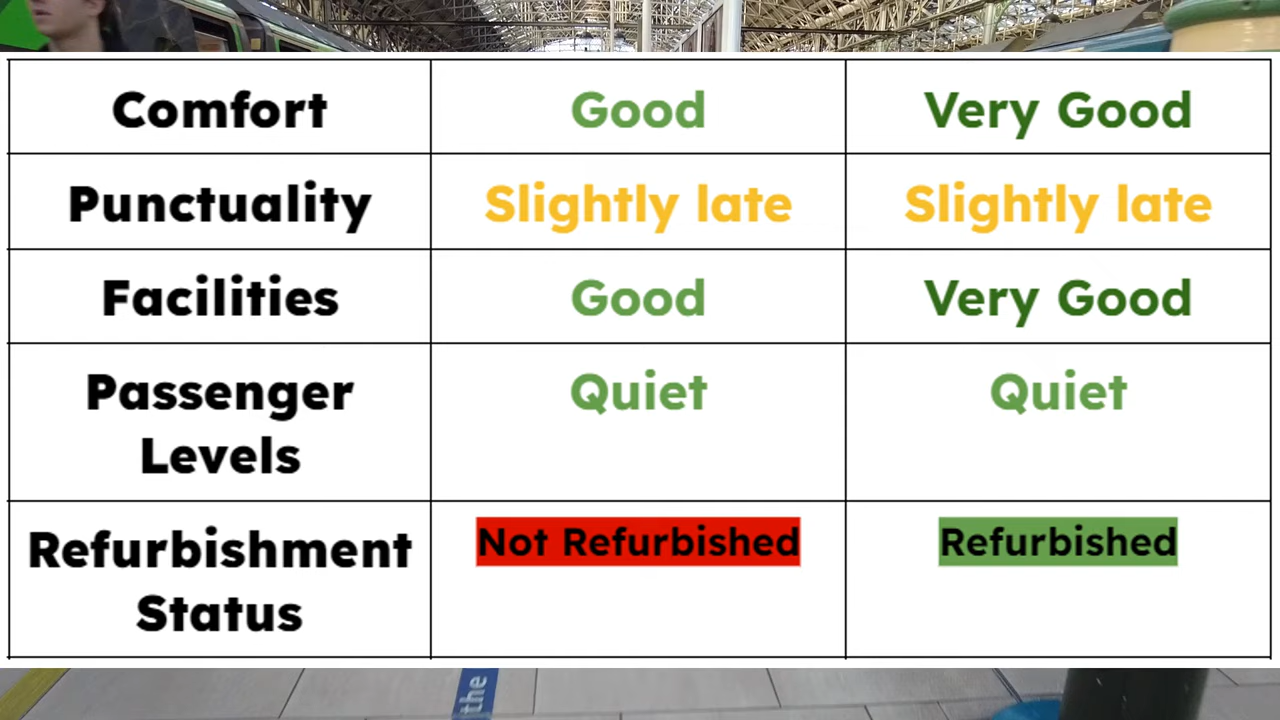 Comfort Good Very Good
Punctuality Slightly late Slightly late
Facilities Good Very Good
Passenger Quiet Quiet
Levels
Refurbishment Not Refurbished Refurbished
Status
the